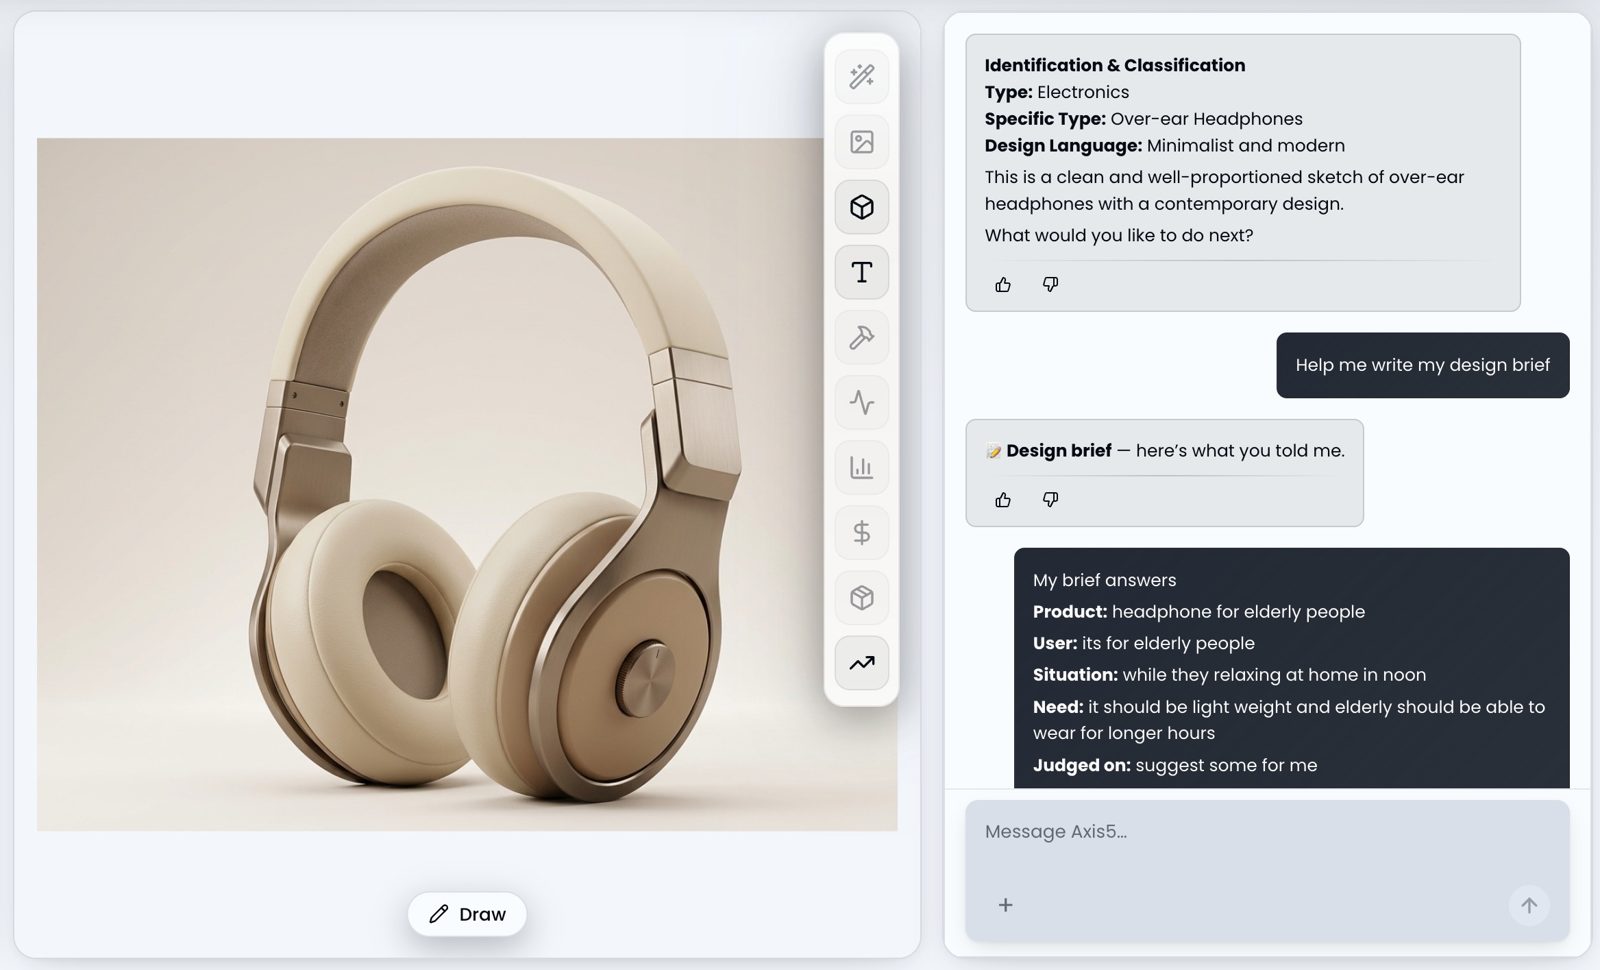 Identification & Classification
Type: Electronics
Specific Type: Over-ear Headphones
Design Language: Minimalist and modern
This is a clean and well-proportioned sketch of over-ear
headphones with a contemporary design.
What would you like to do next?
Help me write my design brief
📝 Design brief — here’s what you told me.
My brief answers
Product: headphone for elderly people
User: its for elderly people
Situation: while they relaxing at home in noon
Need: it should be light weight and elderly should be able to
wear for longer hours
Judged on: suggest some for me
Message Axis5...
Draw